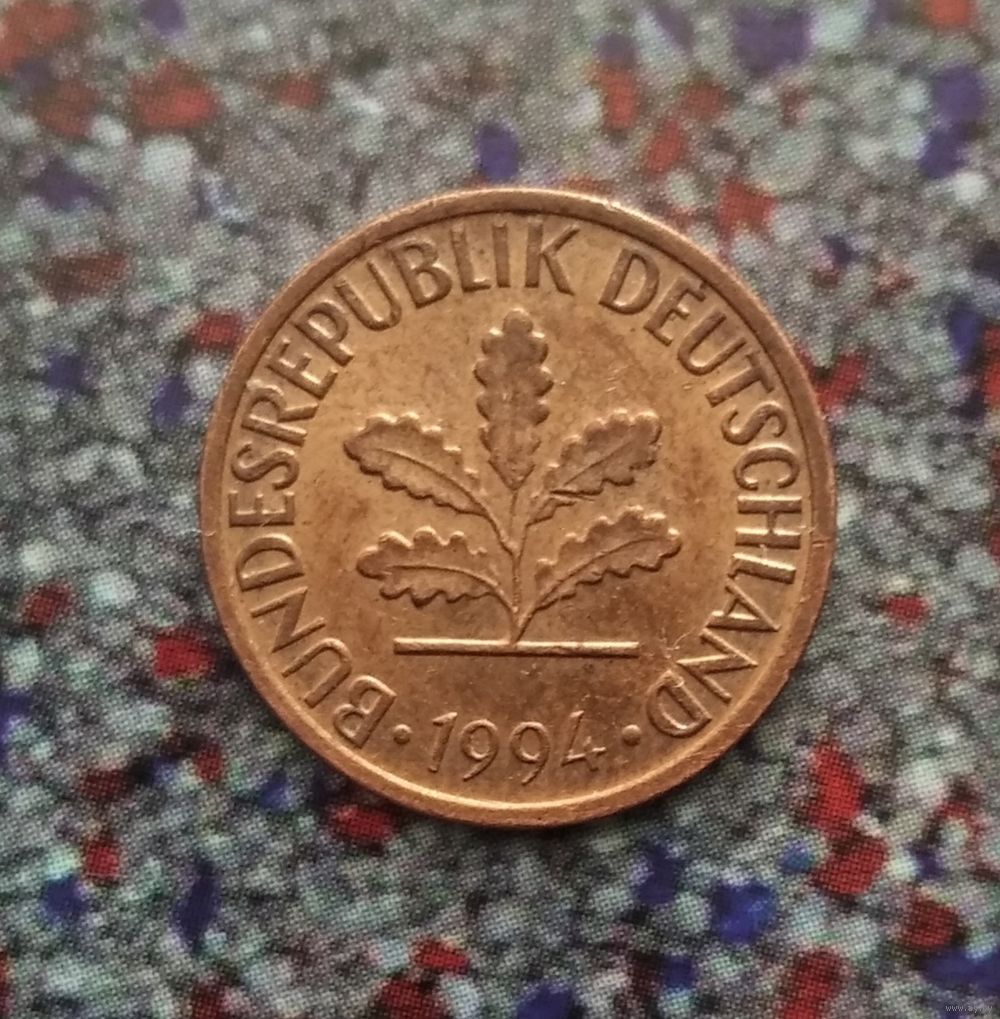 BUNDESREPUBLIK DEUTSCHLAND
· 1994 ·